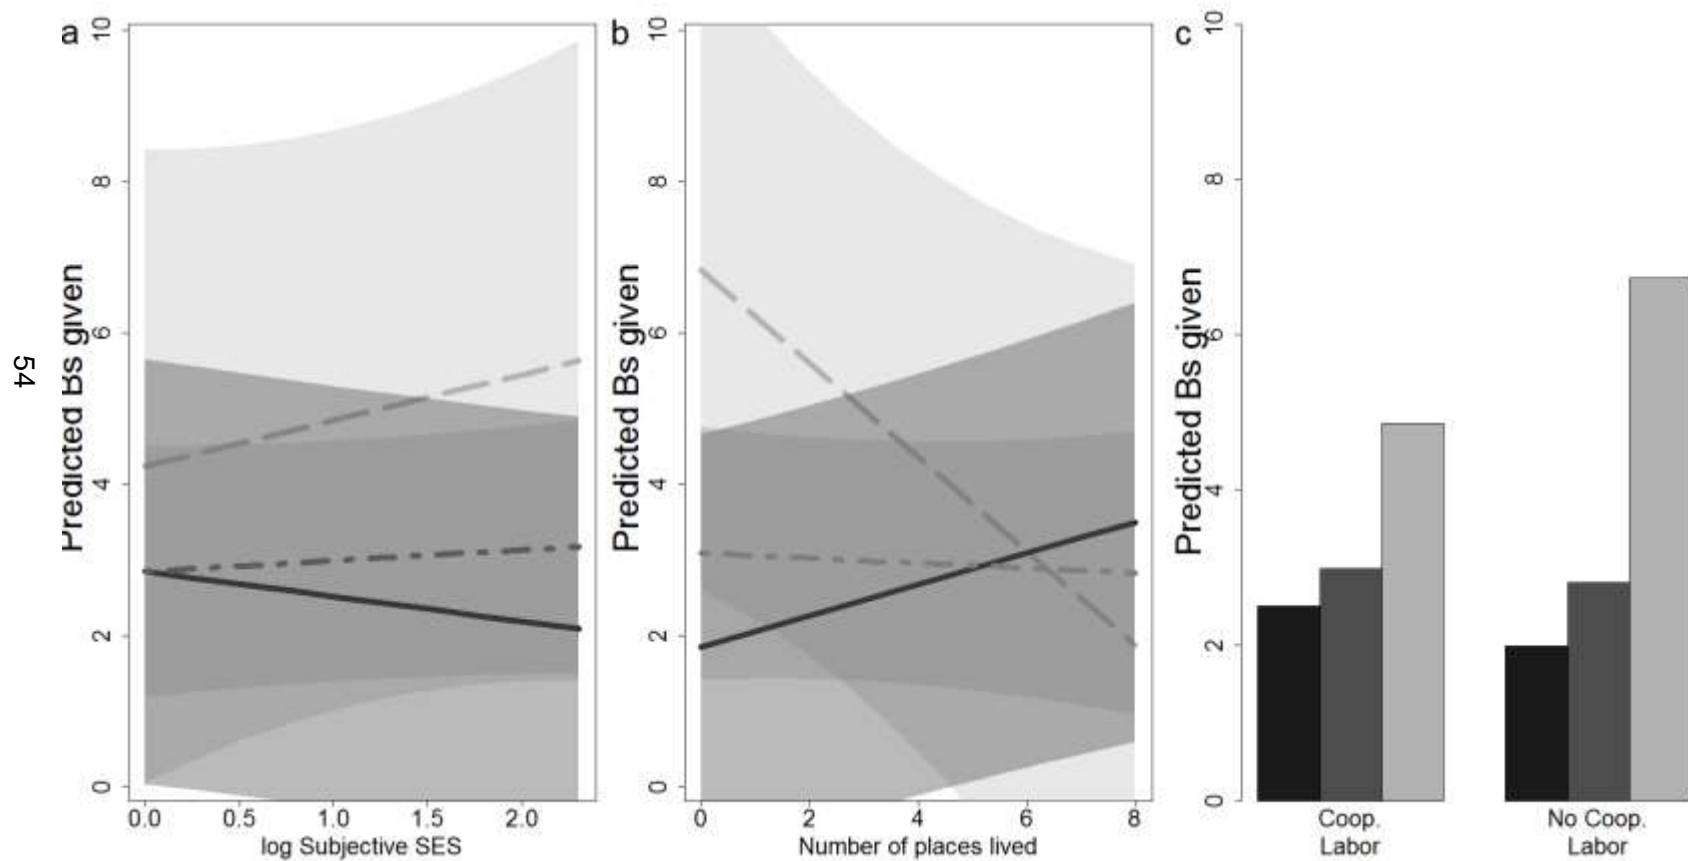 54
a
Predicted Bs given
10
8
6
4
2
0
0.0 0.5 1.0 1.5 2.0
log Subjective SES
b
Predicted Bs given
10
8
6
4
2
0
0 2 4 6 8
Number of places lived
c
Predicted Bs given
10
8
6
4
2
0
Coop.
Labor
No Coop.
Labor